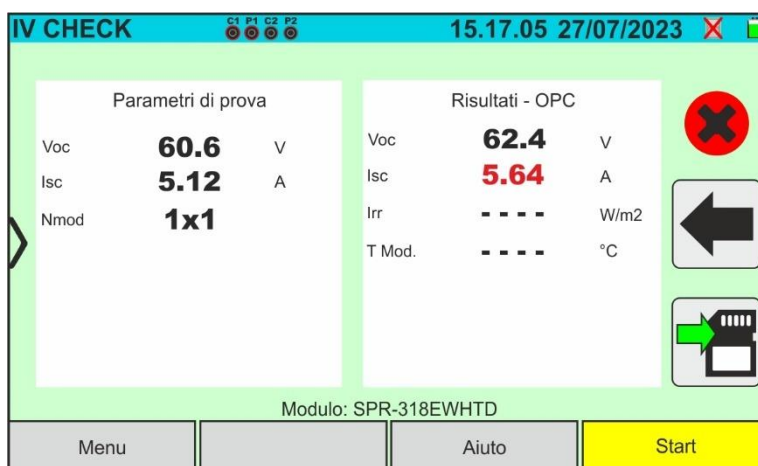 IV CHECK C1 P1 C2 P2 15.17.05 27/07/2023
Parametri di prova
Voc 60.6 V
Isc 5.12 A
Nmod 1x1
Risultati - OPC
Voc 62.4 V
Isc 5.64 A
Irr - - - - W/m2
T Mod. - - - - °C
Modulo: SPR-318EWHTD
Menu Aiuto Start